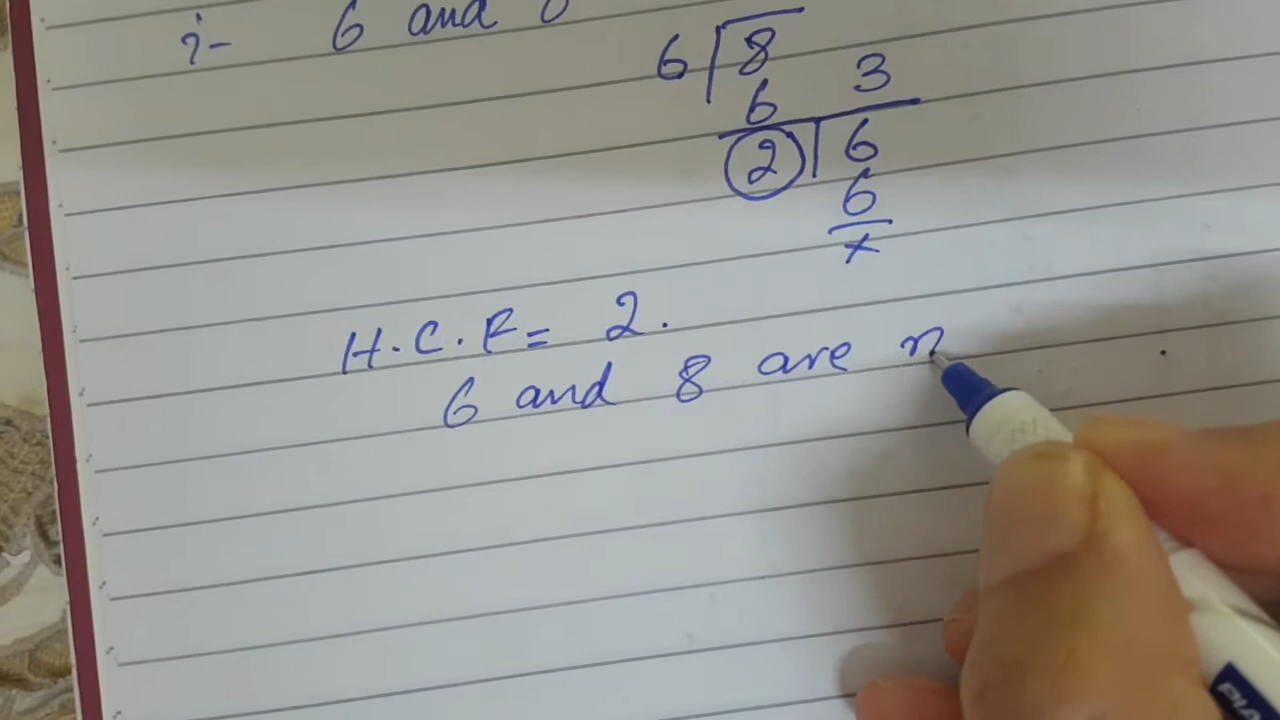 i- 6 and
6 8
6 3
2 6
6
x
H.C.F = 2.
6 and 8 are n